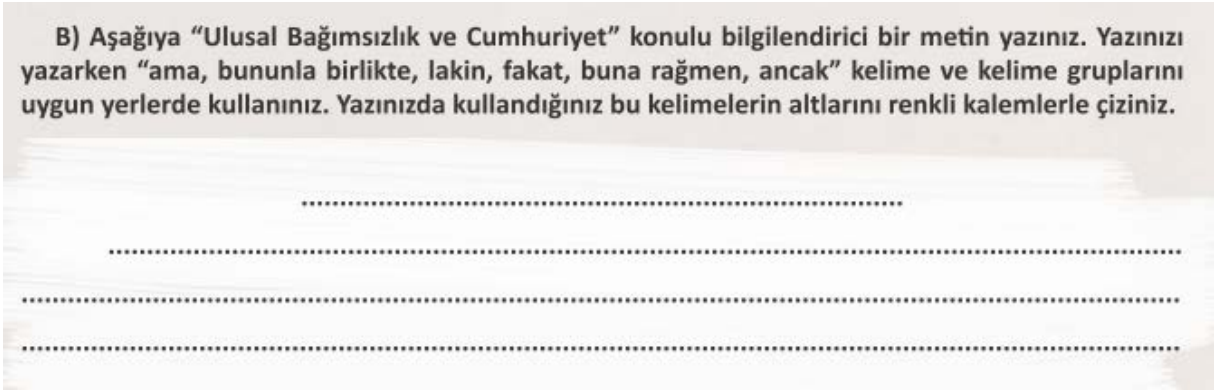 B) Aşağıya “Ulusal Bağımsızlık ve Cumhuriyet” konulu bilgilendirici bir metin yazınız. Yazınızı
yazarken “ama, bununla birlikte, lakin, fakat, buna rağmen, ancak” kelime ve kelime gruplarını
uygun yerlerde kullanınız. Yazınızda kullandığınız bu kelimelerin altlarını renkli kalemlerle çiziniz.